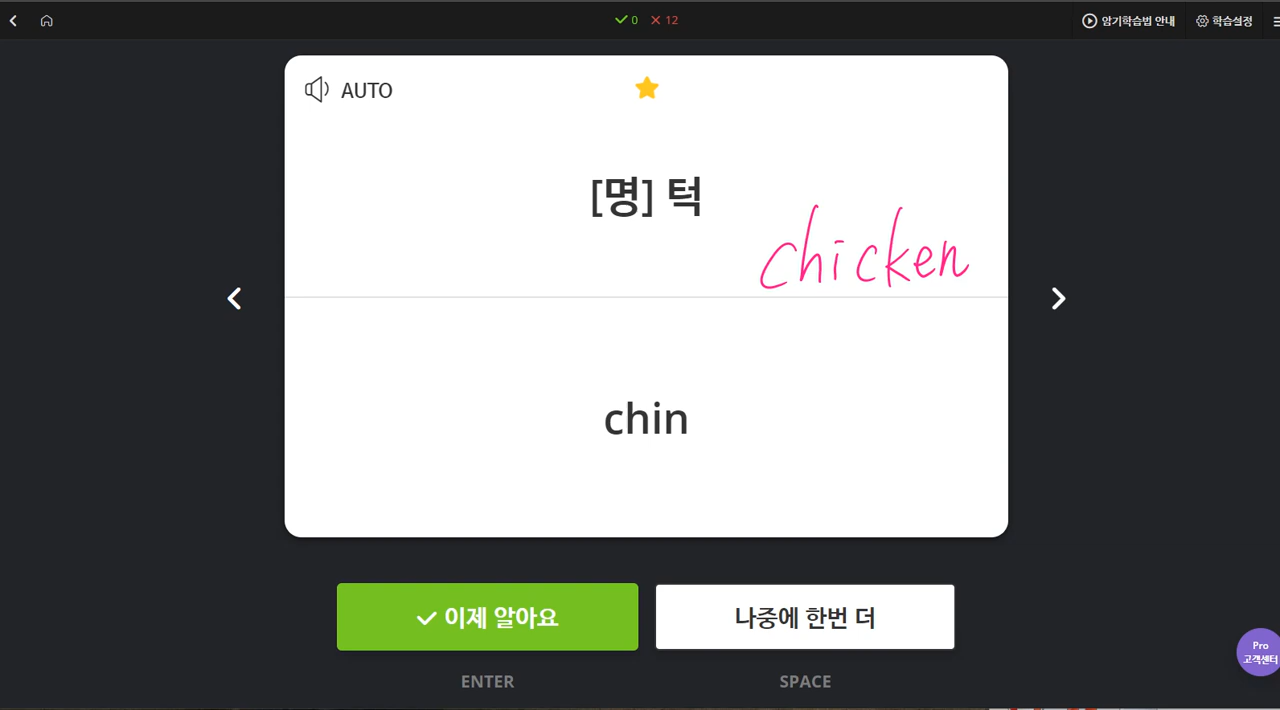 0 12 암기학습법 안내 학습설정
AUTO
[명] 턱
chicken
chin
이제 알아요 나중에 한번 더
ENTER SPACE
Pro
고객센터